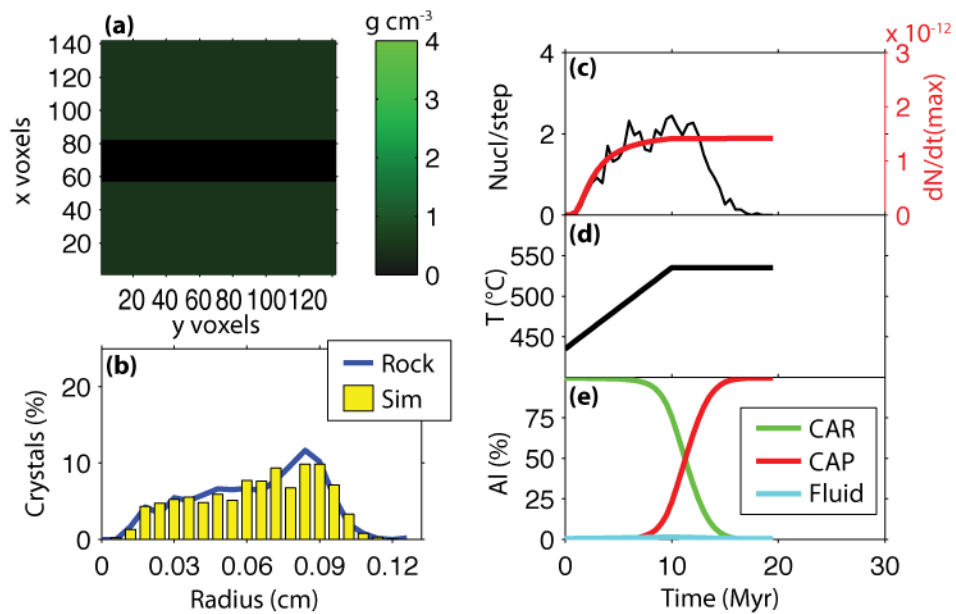 (a)
g cm-3
140
120
100
80
60
40
20
x voxels
20 40 60 80 100 120
y voxels
4
3
2
1
0
(b)
Rock
Sim
20
10
0
Crystals (%)
0 0.03 0.06 0.09 0.12
Radius (cm)
x 10-12
(c)
4
2
0
Nucl/step
3
2
1
0
dN/dt(max)
(d)
550
500
450
T (°C)
(e)
75
50
25
0
Al (%)
CAR
CAP
Fluid
0 10 20 30
Time (Myr)